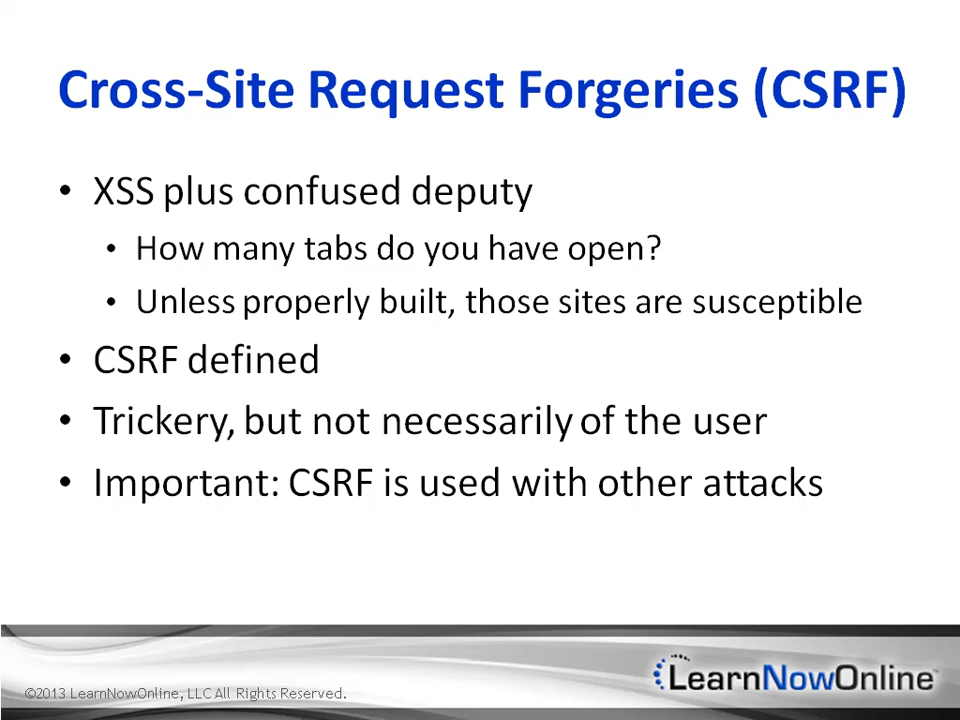 Cross-Site Request Forgeries (CSRF)
• XSS plus confused deputy
• How many tabs do you have open?
• Unless properly built, those sites are susceptible
• CSRF defined
• Trickery, but not necessarily of the user
• Important: CSRF is used with other attacks
©2013 LearnNowOnline, LLC All Rights Reserved.
LearnNowOnline